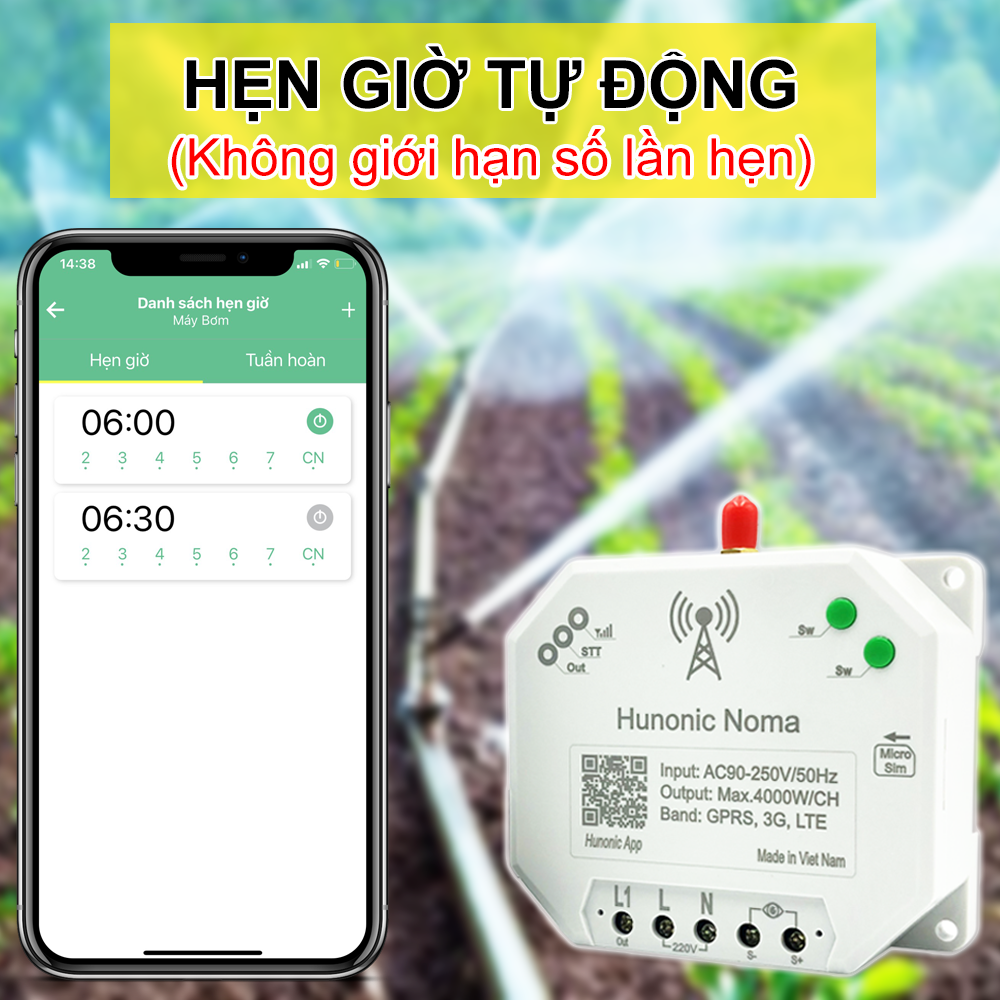 HẸN GIỜ TỰ ĐỘNG
(Không giới hạn số lần hẹn)
14:38
Danh sách hẹn giờ
Máy Bơm
Hẹn giờ Tuần hoàn
06:00
2 3 4 5 6 7 CN
06:30
2 3 4 5 6 7 CN
STT
Out
Sw
Sw
Hunonic Noma
Micro
Sim
Input: AC90-250V/50Hz
Output: Max.4000W/CH
Band: GPRS, 3G, LTE
Hunonic App
Made in Viet Nam
L1 L N
Out 220V S- S+